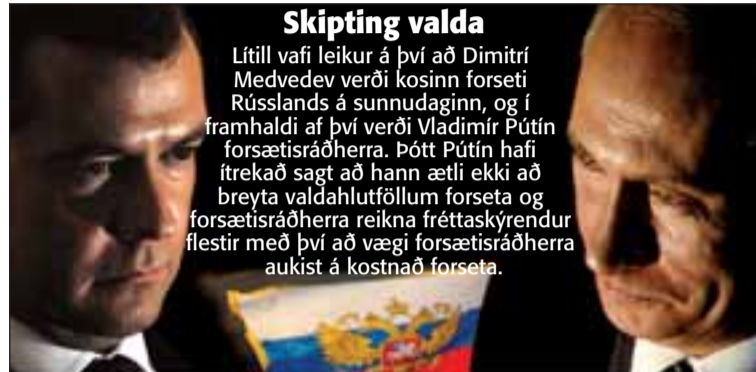 Skipting valda
Lítill vafi leikur á því að Dimitrí
Medvedev verði kosinn forseti
Rússlands á sunnudaginn, og í
framhaldi af því verði Vladimír Pútín
forsætisráðherra. Þótt Pútín hafi
ítrekað sagt að hann ætli ekki að
breyta valdahlutföllum forseta og
forsætisráðherra reikna fréttaskýrendur
flestir með því að vægi forsætisráðherra
aukist á kostnað forseta.